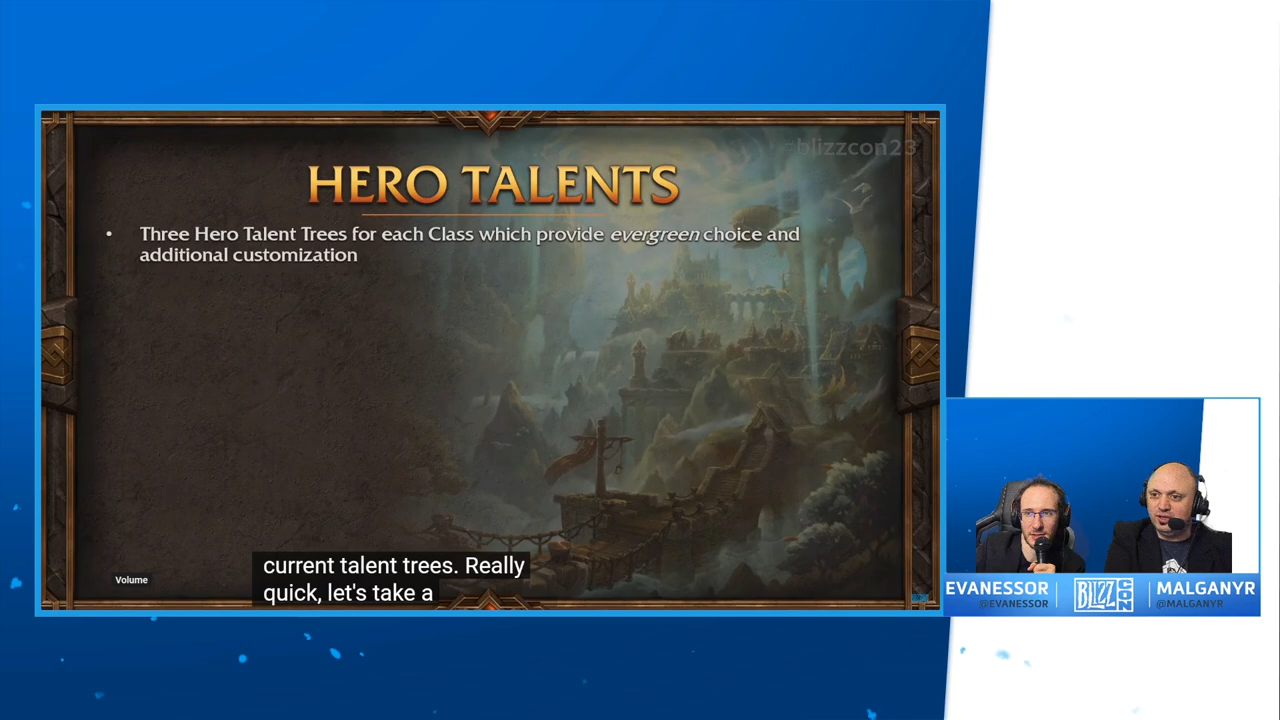 #blizzcon23
HERO TALENTS
• Three Hero Talent Trees for each Class which provide evergreen choice and
additional customization
current talent trees. Really
quick, let's take a
Volume
EVANESSOR
@EVANESSOR
BLIZZCON
MALGANYR
@MALGANYR